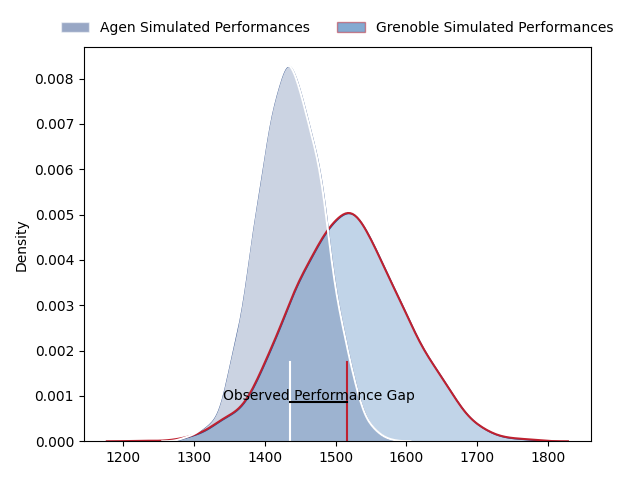 Agen Simulated Performances
Grenoble Simulated Performances
0.008
0.007
0.006
0.005
0.004
0.003
0.002
0.001
0.000
Density
Observed Performance Gap
1200 1300 1400 1500 1600 1700 1800